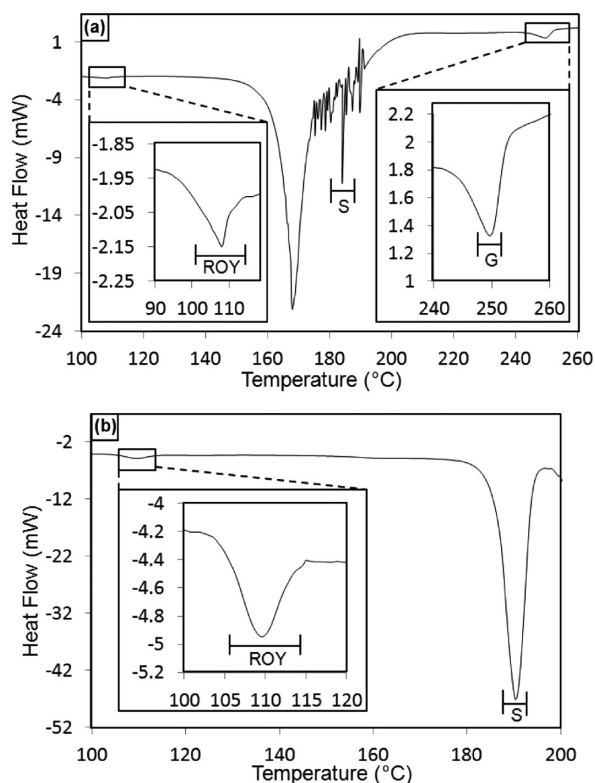 (a)
1
-4
-9
-14
-19
-24
Heat Flow (mW)
-1.85
-1.95
-2.05
-2.15
-2.25
ROY
90 100 110
S
2.2
2
1.8
1.6
1.4
1.2
1
G
240 250 260
100 120 140 160 180 200 220 240 260
Temperature (°C)
(b)
-2
-12
-22
-32
-42
-52
Heat Flow (mW)
-4
-4.2
-4.4
-4.6
-4.8
-5
-5.2
ROY
100 105 110 115 120
S
100 120 140 160 180 200
Temperature (°C)